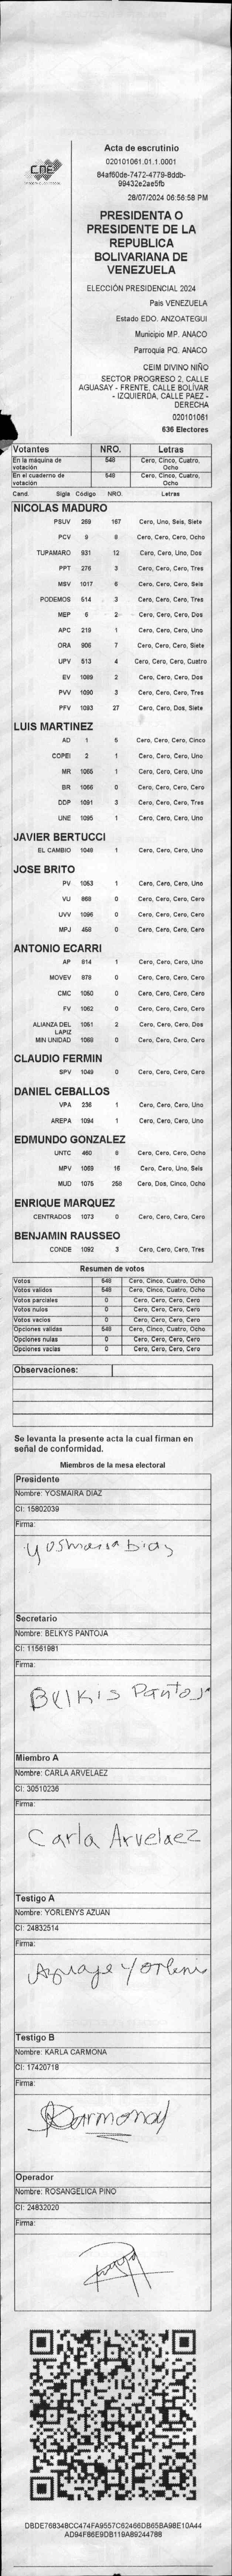 Acta de escrutinio
020101061.01.1.0001
84af60de-7472-4779-8ddb-
99432e2ae5fb
28/07/2024 06:56:58 PM
CNE
PRESIDENTA O
PRESIDENTE DE LA
REPUBLICA
BOLIVARIANA DE
VENEZUELA
ELECCIÓN PRESIDENCIAL 2024
País VENEZUELA
Estado EDO. ANZOATEGUI
Municipio MP. ANACO
Parroquia PQ. ANACO
CEIM DIVINO NIÑO
SECTOR PROGRESO 2, CALLE
AGUASAY - FRENTE, CALLE BOLÍVAR
- IZQUIERDA, CALLE PAEZ -
DERECHA
020101061
636 Electores
Votantes NRO. Letras
En la máquina de votación 548 Cero, Cinco, Cuatro, Ocho
En el cuaderno de votación 548 Cero, Cinco, Cuatro, Ocho
Cand. Sigla Código NRO. Letras
NICOLAS MADURO
PSUV 269 167 Cero, Uno, Seis, Siete
PCV 9 8 Cero, Cero, Cero, Ocho
TUPAMARO 931 12 Cero, Cero, Uno, Dos
PPT 276 3 Cero, Cero, Cero, Tres
MSV 1017 6 Cero, Cero, Cero, Seis
PODEMOS 514 3 Cero, Cero, Cero, Tres
MEP 6 2 Cero, Cero, Cero, Dos
APC 219 1 Cero, Cero, Cero, Uno
ORA 906 7 Cero, Cero, Cero, Siete
UPV 513 4 Cero, Cero, Cero, Cuatro
EV 1089 2 Cero, Cero, Cero, Dos
PVV 1090 3 Cero, Cero, Cero, Tres
PFV 1093 27 Cero, Cero, Dos, Siete
LUIS MARTINEZ
AD 1 5 Cero, Cero, Cero, Cinco
COPEI 2 1 Cero, Cero, Cero, Uno
MR 1065 1 Cero, Cero, Cero, Uno
BR 1066 0 Cero, Cero, Cero, Cero
DDP 1091 3 Cero, Cero, Cero, Tres
UNE 1095 1 Cero, Cero, Cero, Uno
JAVIER BERTUCCI
EL CAMBIO 1048 1 Cero, Cero, Cero, Uno
JOSE BRITO
PV 1053 1 Cero, Cero, Cero, Uno
VU 868 0 Cero, Cero, Cero, Cero
UVV 1096 0 Cero, Cero, Cero, Cero
MPJ 458 0 Cero, Cero, Cero, Cero
ANTONIO ECARRI
AP 814 1 Cero, Cero, Cero, Uno
MOVEV 878 0 Cero, Cero, Cero, Cero
CMC 1050 0 Cero, Cero, Cero, Cero
FV 1052 0 Cero, Cero, Cero, Cero
ALIANZA DEL LAPIZ 1051 2 Cero, Cero, Cero, Dos
MIN UNIDAD 1068 0 Cero, Cero, Cero, Cero
CLAUDIO FERMIN
SPV 1049 0 Cero, Cero, Cero, Cero
DANIEL CEBALLOS
VPA 236 1 Cero, Cero, Cero, Uno
AREPA 1094 1 Cero, Cero, Cero, Uno
EDMUNDO GONZALEZ
UNTC 460 8 Cero, Cero, Cero, Ocho
MPV 1069 16 Cero, Cero, Uno, Seis
MUD 1075 258 Cero, Dos, Cinco, Ocho
ENRIQUE MARQUEZ
CENTRADOS 1073 0 Cero, Cero, Cero, Cero
BENJAMIN RAUSSEO
CONDE 1092 3 Cero, Cero, Cero, Tres
Resumen de votos
Votos 548 Cero, Cinco, Cuatro, Ocho
Votos validos 548 Cero, Cinco, Cuatro, Ocho
Votos parciales 0 Cero, Cero, Cero, Cero
Votos nulos 0 Cero, Cero, Cero, Cero
Votos vacios 0 Cero, Cero, Cero, Cero
Opciones validas 548 Cero, Cinco, Cuatro, Ocho
Opciones nulas 0 Cero, Cero, Cero, Cero
Opciones vacias 0 Cero, Cero, Cero, Cero
Observaciones:
Se levanta la presente acta la cual firman en
señal de conformidad.
Miembros de la mesa electoral
Presidente
Nombre: YOSMAIRA DIAZ
CI: 15802039
Firma:
Yosmaira Diaz
Secretario
Nombre: BELKYS PANTOJA
CI: 11561981
Firma:
Belkis Pantoja
Miembro A
Nombre: CARLA ARVELAEZ
CI: 30510236
Firma:
Carla Arvelaez
Testigo A
Nombre: YORLENYS AZUAN
CI: 24832514
Firma:
Testigo B
Nombre: KARLA CARMONA
CI: 17420718
Firma:
Operador
Nombre: ROSANGELICA PINO
CI: 24832020
Firma:
DBDE768348CC474FA9557C62466DB65BA98E10A44
AD94F86E9DB119A89244788